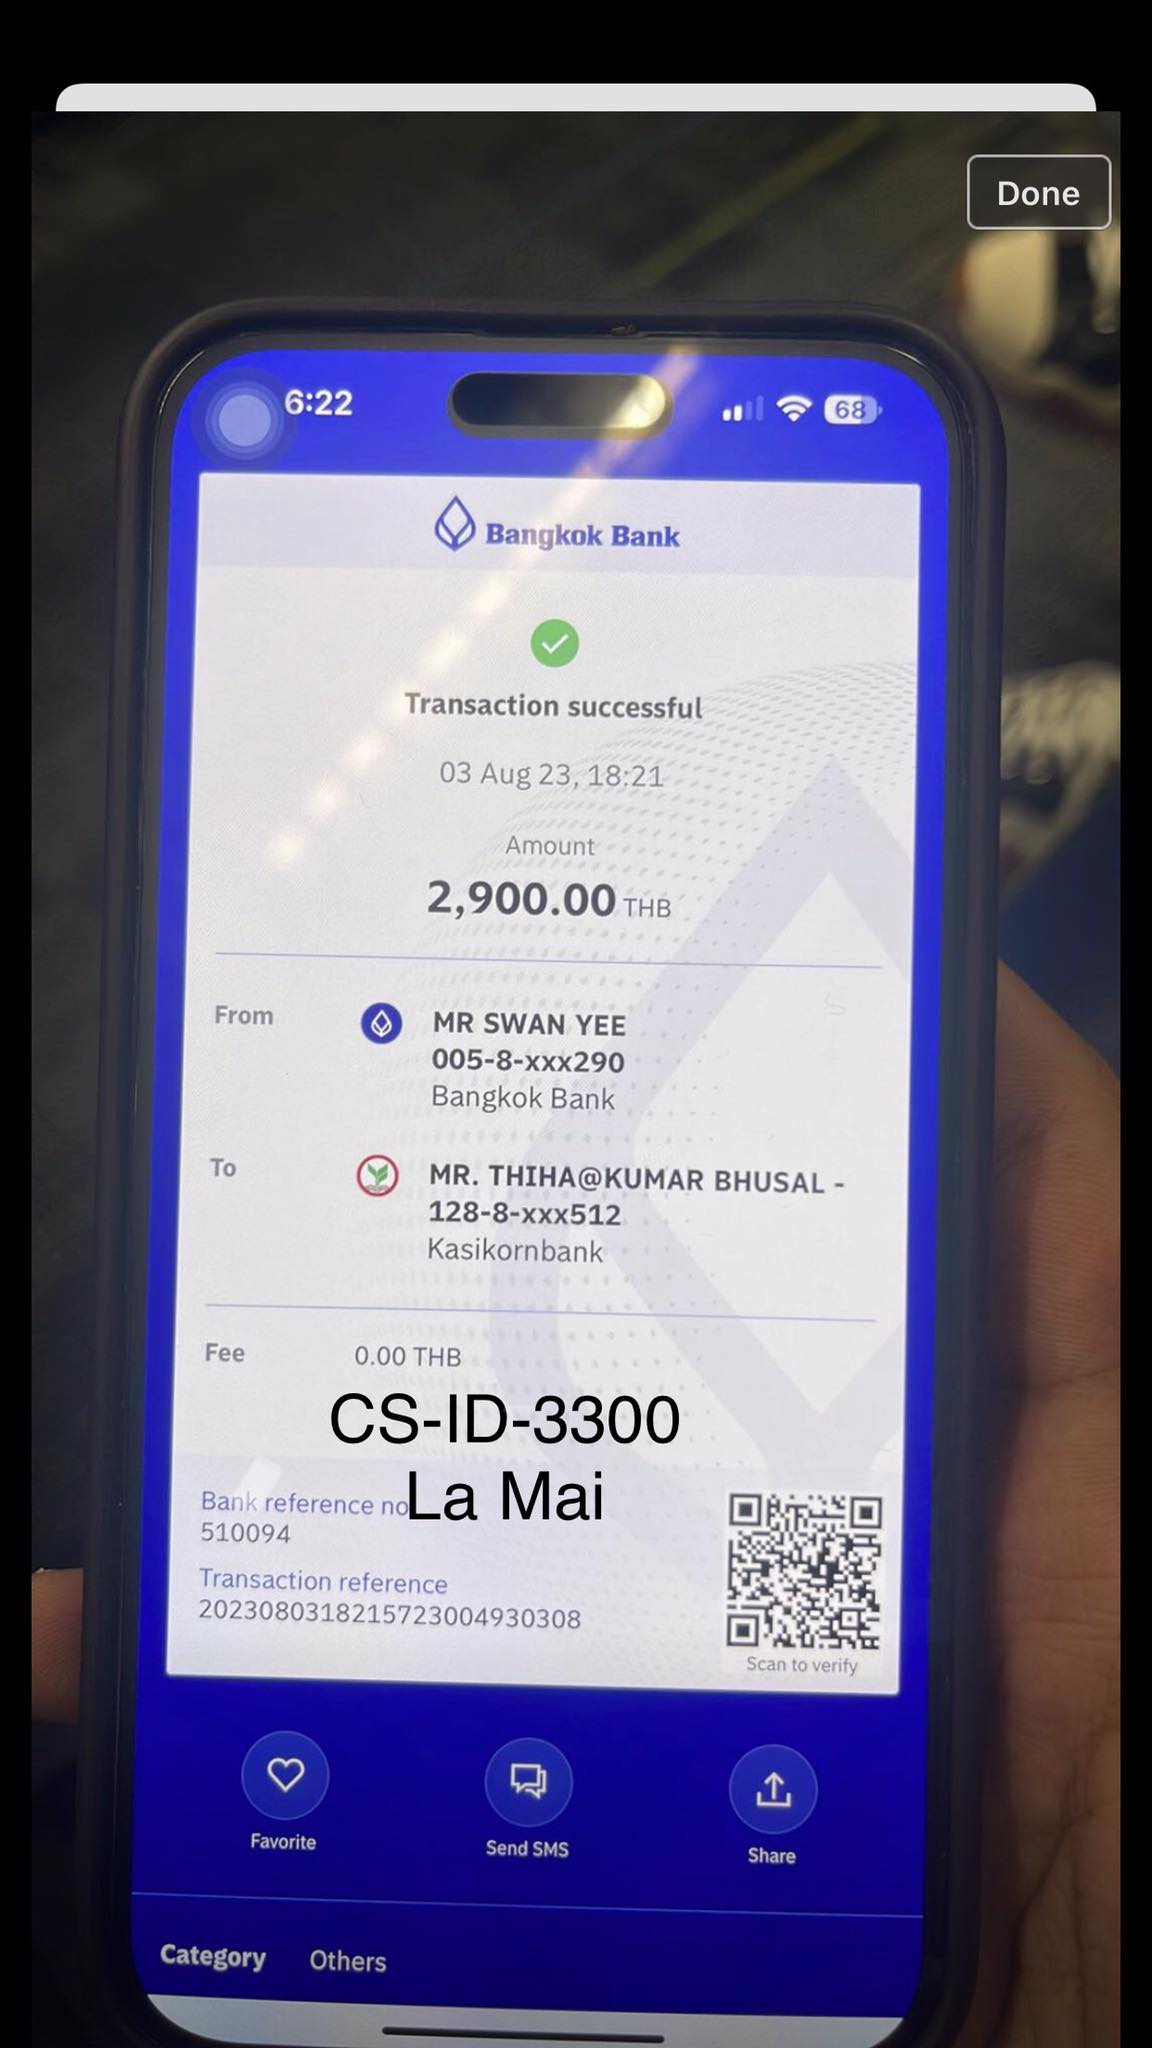 Done
6:22
68
Bangkok Bank
Transaction successful
03 Aug 23, 18:21
Amount
2,900.00 THB
From
MR SWAN YEE
005-8-xxx290
Bangkok Bank
To
MR. THIHA@KUMAR BHUSAL -
128-8-xxx512
Kasikornbank
Fee 0.00 THB
CS-ID-3300
La Mai
Bank reference no
510094
Transaction reference
2023080318215723004930308
Scan to verify
Favorite
Send SMS
Share
Category Others